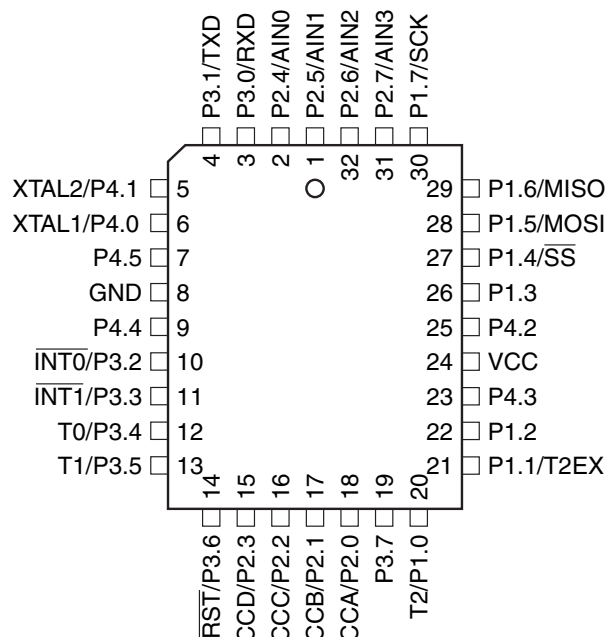 P3.1/TXD
P3.0/RXD
P2.4/AIN0
P2.5/AIN1
P2.6/AIN2
P2.7/AIN3
P1.7/SCK
4
3
2
1
32
31
30
XTAL2/P4.1 5
XTAL1/P4.0 6
P4.5 7
GND 8
P4.4 9
INT0/P3.2 10
INT1/P3.3 11
T0/P3.4 12
T1/P3.5 13
29 P1.6/MISO
28 P1.5/MOSI
27 P1.4/SS
26 P1.3
25 P4.2
24 VCC
23 P4.3
22 P1.2
21 P1.1/T2EX
14
15
16
17
18
19
20
RST/P3.6
CCD/P2.3
CCC/P2.2
CCB/P2.1
CCA/P2.0
P3.7
T2/P1.0